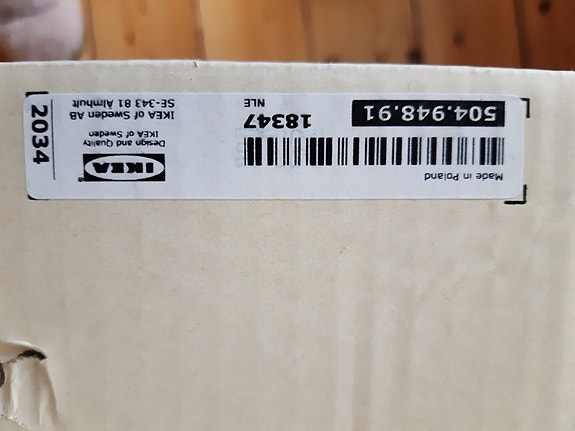 Made in Poland
504.948.91
18347
NLE
IKEA
®
Design and Quality
IKEA of Sweden
IKEA of Sweden AB
SE-343 81 Älmhult
2034